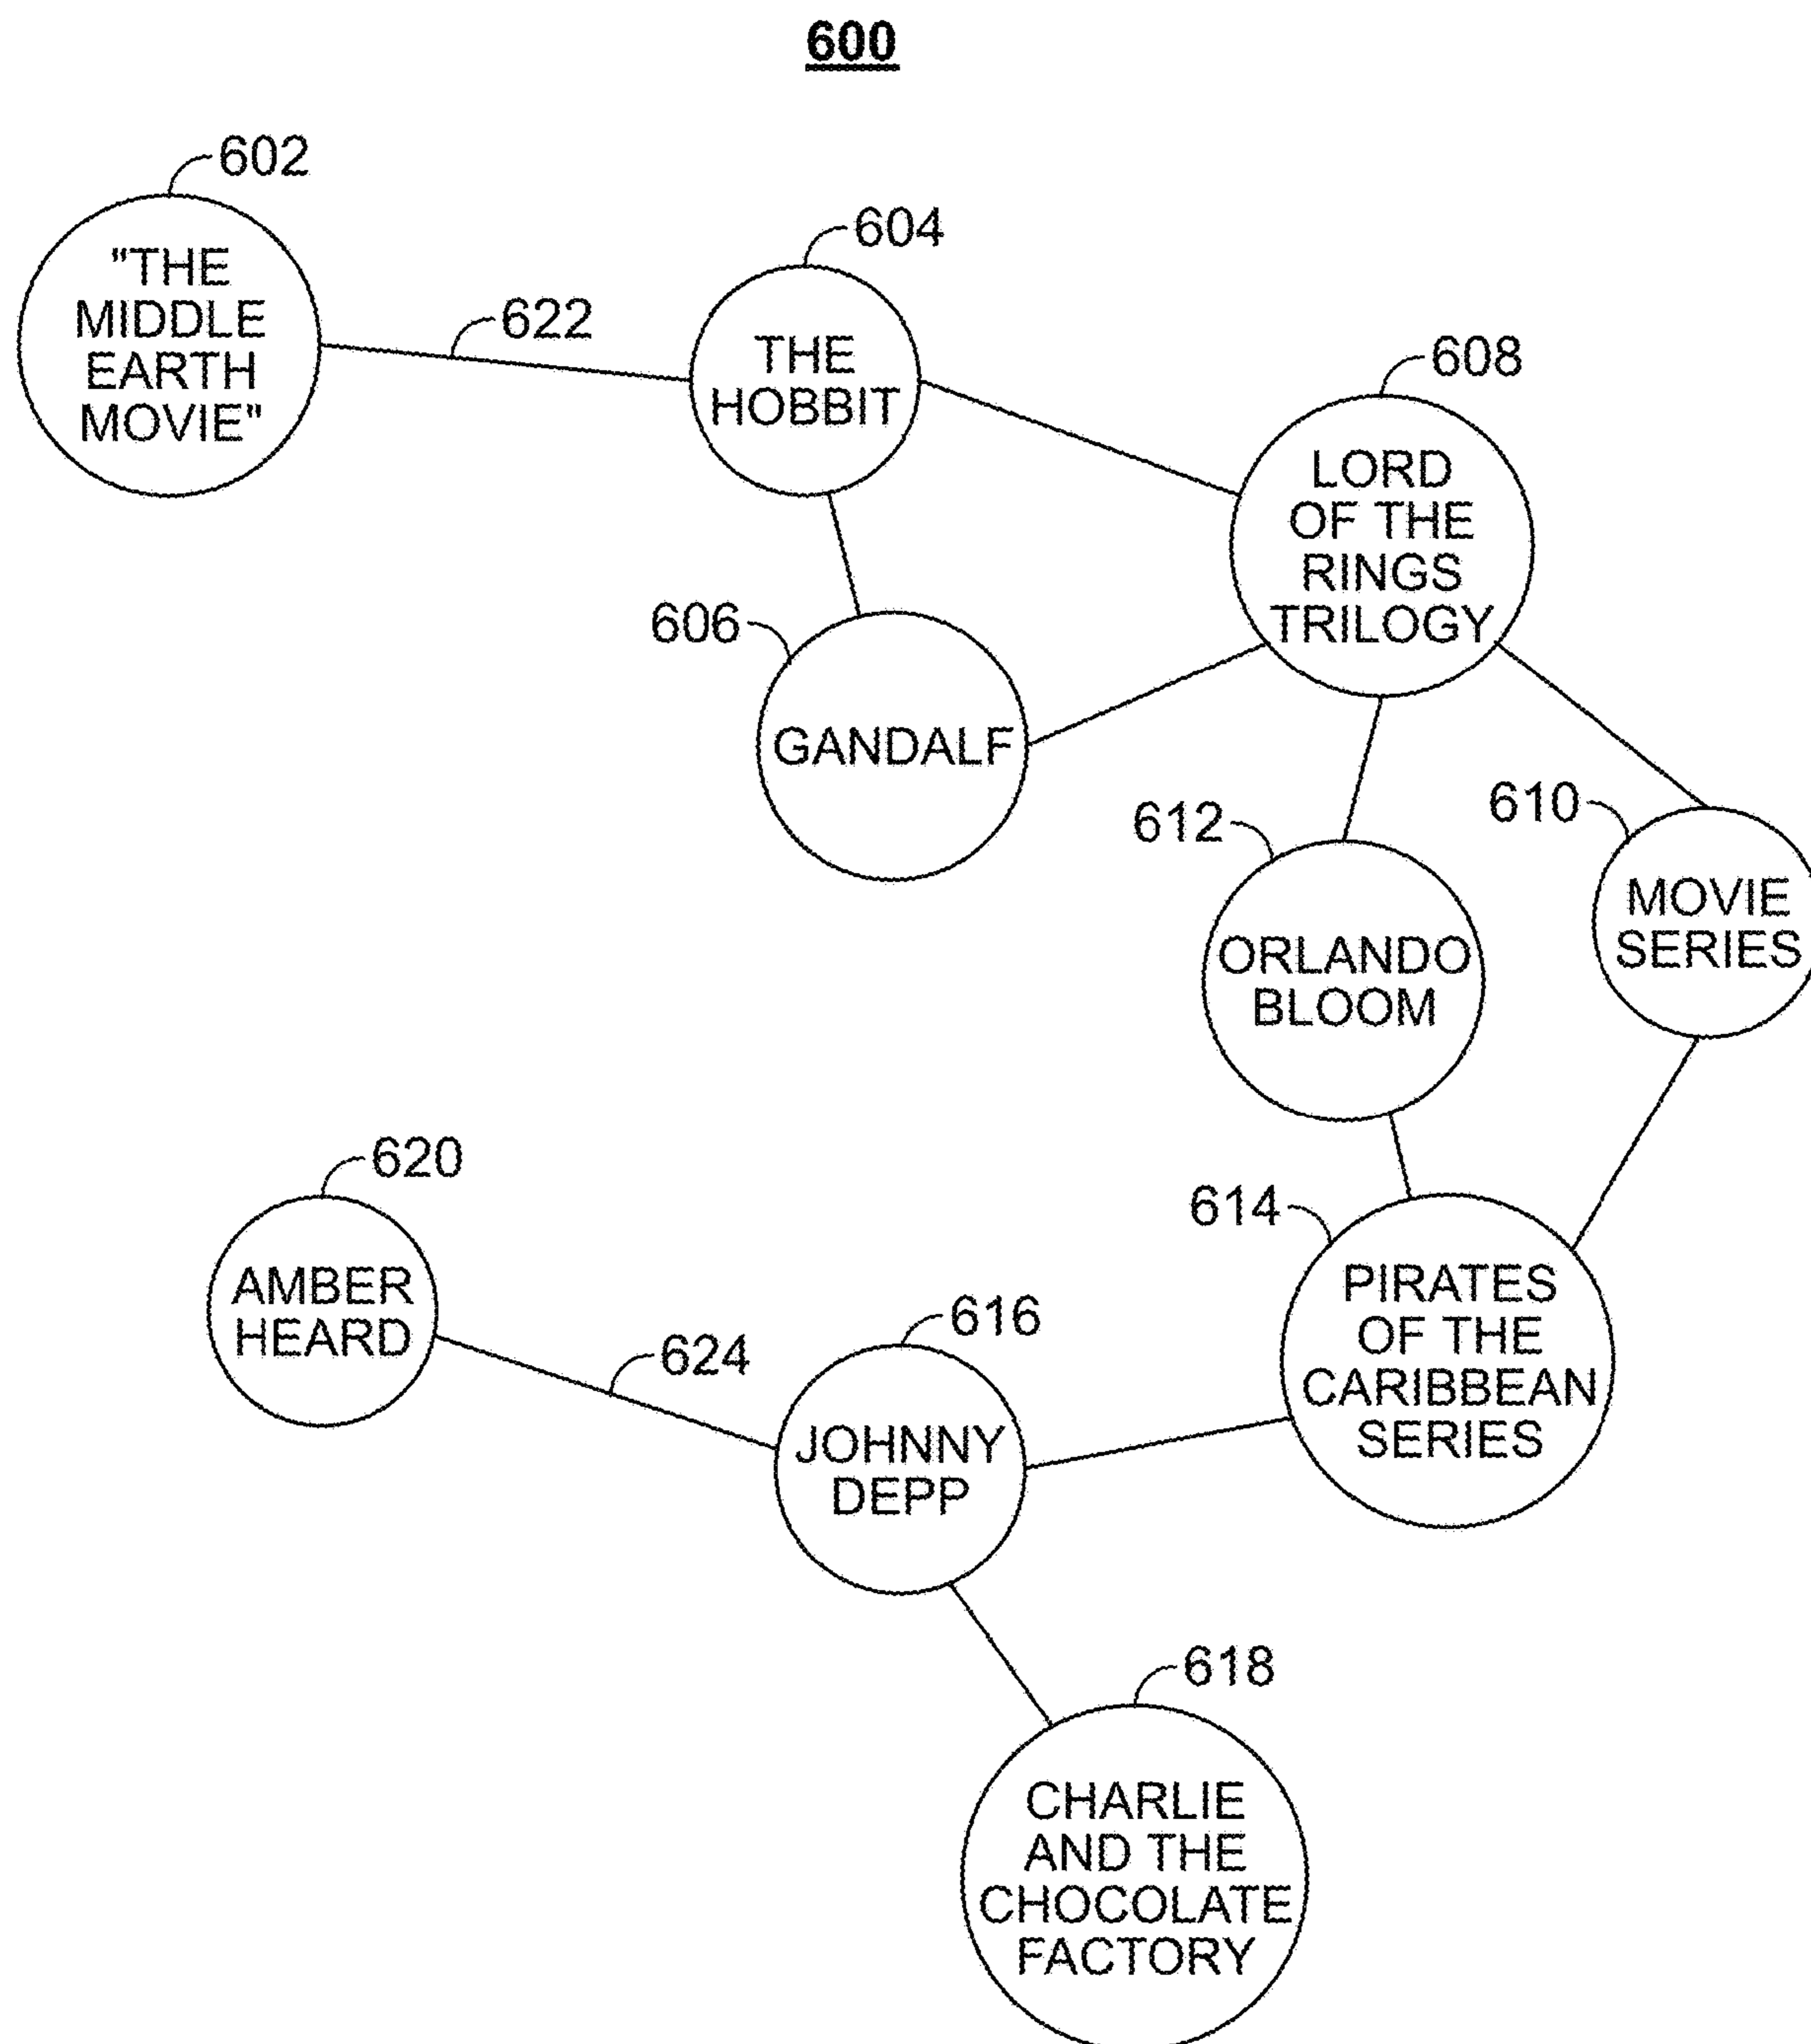 600
602
"THE
MIDDLE
EARTH
MOVIE"
622
604
THE
HOBBIT
608
LORD
OF THE
RINGS
TRILOGY
606
GANDALF
612
ORLANDO
BLOOM
610
MOVIE
SERIES
620
AMBER
HEARD
624
616
JOHNNY
DEPP
614
PIRATES
OF THE
CARIBBEAN
SERIES
618
CHARLIE
AND THE
CHOCOLATE
FACTORY